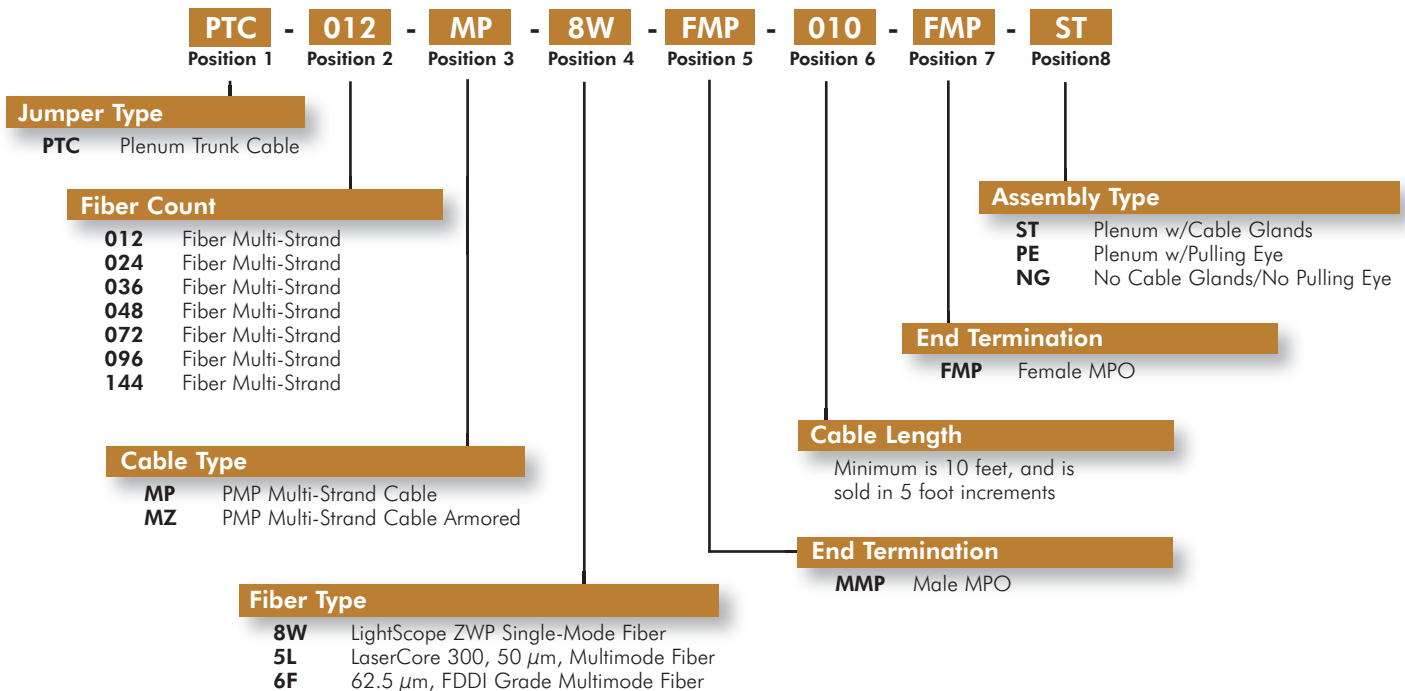 PTC - 012 - MP - 8W - FMP - 010 - FMP - ST
Position 1 Position 2 Position 3 Position 4 Position 5 Position 6 Position 7 Position8
Jumper Type
PTC Plenum Trunk Cable
Fiber Count
012 Fiber Multi-Strand
024 Fiber Multi-Strand
036 Fiber Multi-Strand
048 Fiber Multi-Strand
072 Fiber Multi-Strand
096 Fiber Multi-Strand
144 Fiber Multi-Strand
Assembly Type
ST Plenum w/Cable Glands
PE Plenum w/Pulling Eye
NG No Cable Glands/No Pulling Eye
End Termination
FMP Female MPO
Cable Length
Minimum is 10 feet, and is
sold in 5 foot increments
Cable Type
MP PMP Multi-Strand Cable
MZ PMP Multi-Strand Cable Armored
End Termination
MMP Male MPO
Fiber Type
8W LightScope ZWP Single-Mode Fiber
5L LaserCore 300, 50 µm, Multimode Fiber
6F 62.5 µm, FDDI Grade Multimode Fiber